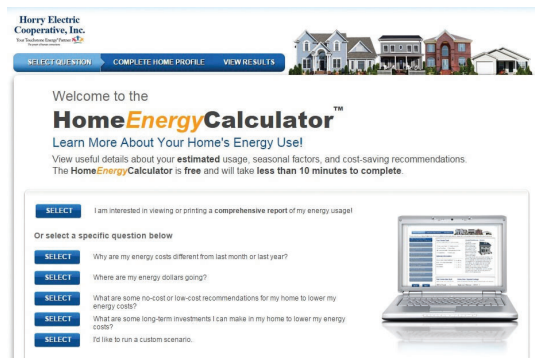 Horry Electric
Cooperative, Inc.
Your Touchstone Energy® Partner
SELECT QUESTION COMPLETE HOME PROFILE VIEW RESULTS
Welcome to the
HomeEnergyCalculator™
Learn More About Your Home's Energy Use!
View useful details about your estimated usage, seasonal factors, and cost-saving recommendations.
The HomeEnergyCalculator is free and will take less than 10 minutes to complete.
SELECT I am interested in viewing or printing a comprehensive report of my energy usage!
Or select a specific question below
SELECT Why are my energy costs different from last month or last year?
SELECT Where are my energy dollars going?
SELECT What are some no-cost or low-cost recommendations for my home to lower my
energy costs?
SELECT What are some long-term investments I can make in my home to lower my energy
costs?
SELECT I'd like to run a custom scenario.